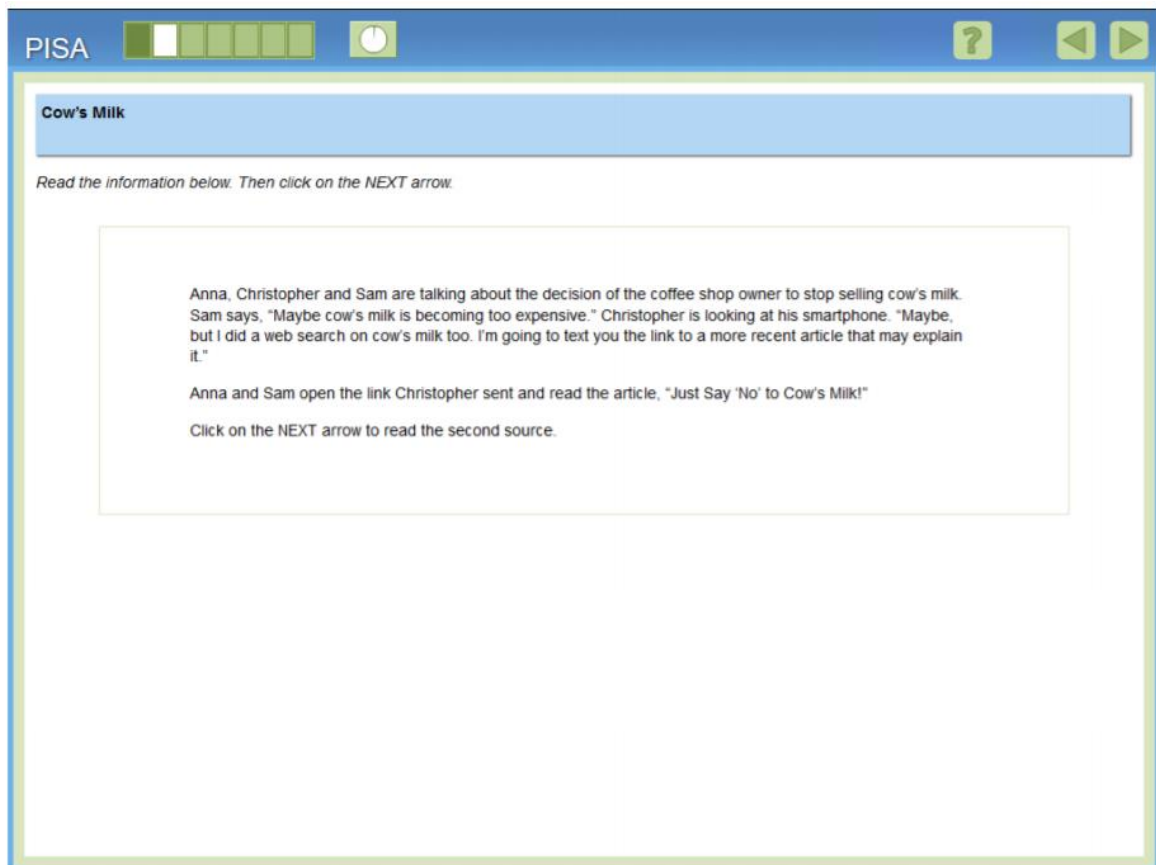 PISA
?
Cow's Milk
Read the information below. Then click on the NEXT arrow.
Anna, Christopher and Sam are talking about the decision of the coffee shop owner to stop selling cow's milk.
Sam says, “Maybe cow's milk is becoming too expensive.” Christopher is looking at his smartphone. “Maybe,
but I did a web search on cow's milk too. I'm going to text you the link to a more recent article that may explain
it.”
Anna and Sam open the link Christopher sent and read the article, “Just Say ‘No’ to Cow's Milk!”
Click on the NEXT arrow to read the second source.